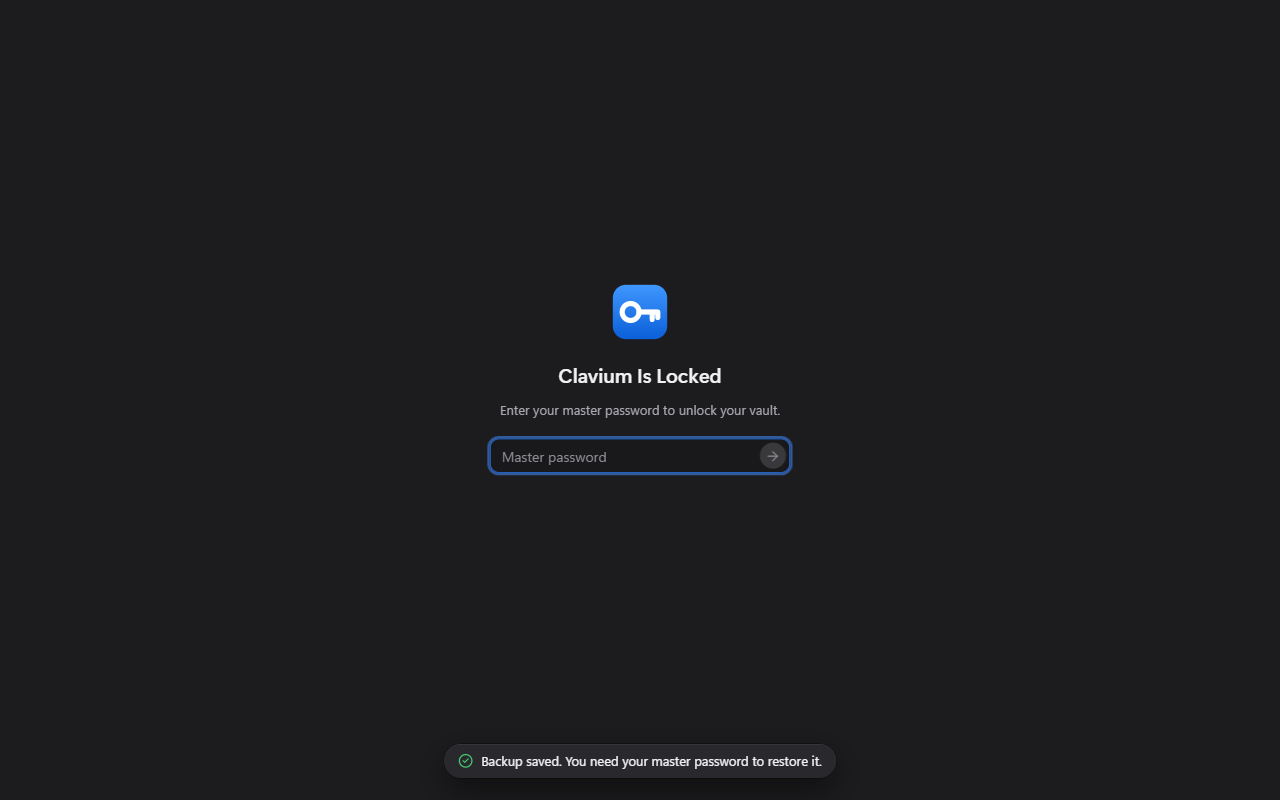 Clavium Is Locked
Enter your master password to unlock your vault.
Master password
Backup saved. You need your master password to restore it.